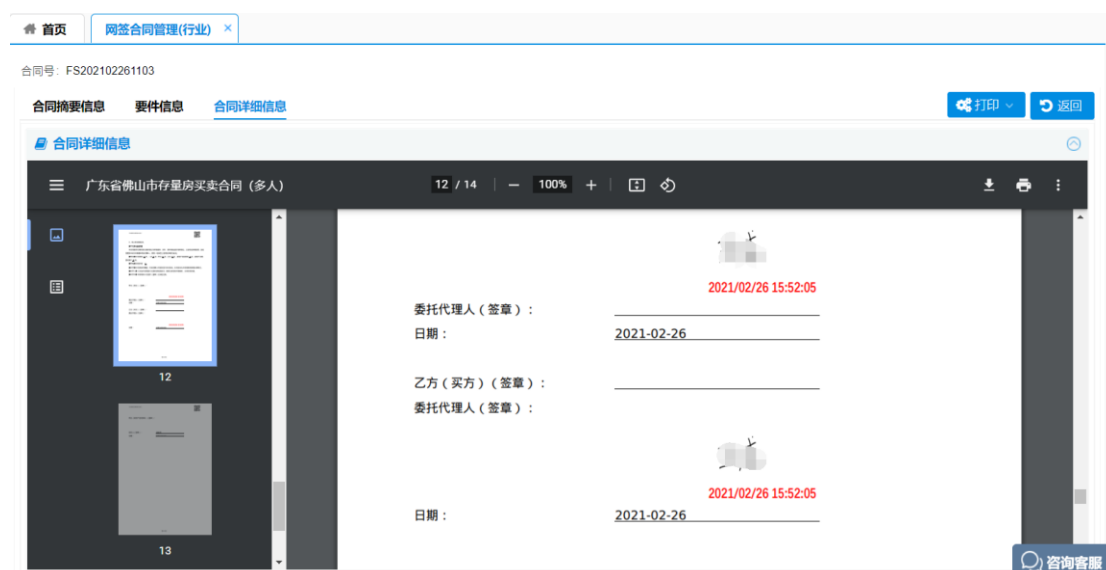 首页 网签合同管理(行业) ×
合同号: FS202102261103
合同摘要信息 要件信息 合同详细信息 打印 返回
合同详细信息
广东省佛山市存量房买卖合同（多人） 12 / 14 — 100% +
2021/02/26 15:52:05
委托代理人（签章）：
日期： 2021-02-26
乙方（买方）（签章）：
委托代理人（签章）：
2021/02/26 15:52:05
日期： 2021-02-26
12
13
咨询客服